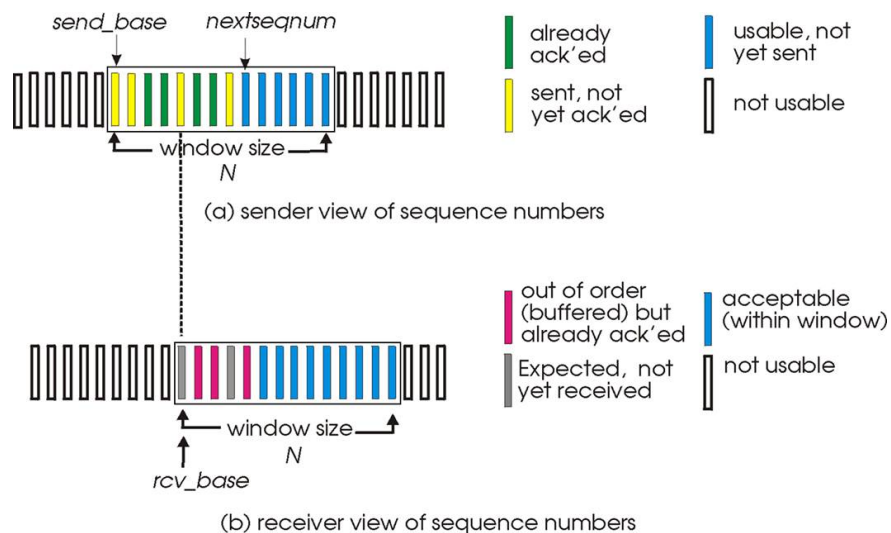 send_base
nextseqnum
already
ack'ed
usable, not
yet sent
sent, not
yet ack'ed
not usable
window size
N
(a) sender view of sequence numbers
out of order
(buffered) but
already ack'ed
acceptable
(within window)
Expected, not
yet received
not usable
window size
N
rcv_base
(b) receiver view of sequence numbers